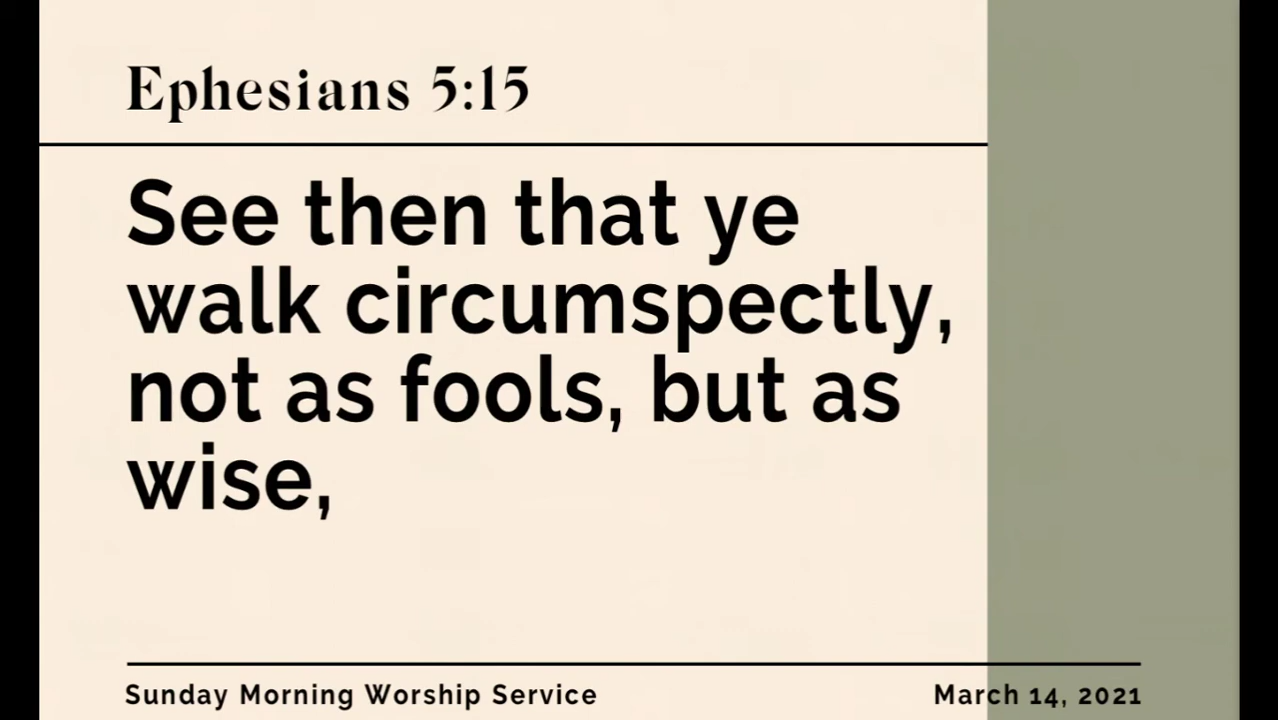 Ephesians 5:15
See then that ye
walk circumspectly,
not as fools, but as
wise,
Sunday Morning Worship Service
March 14, 2021